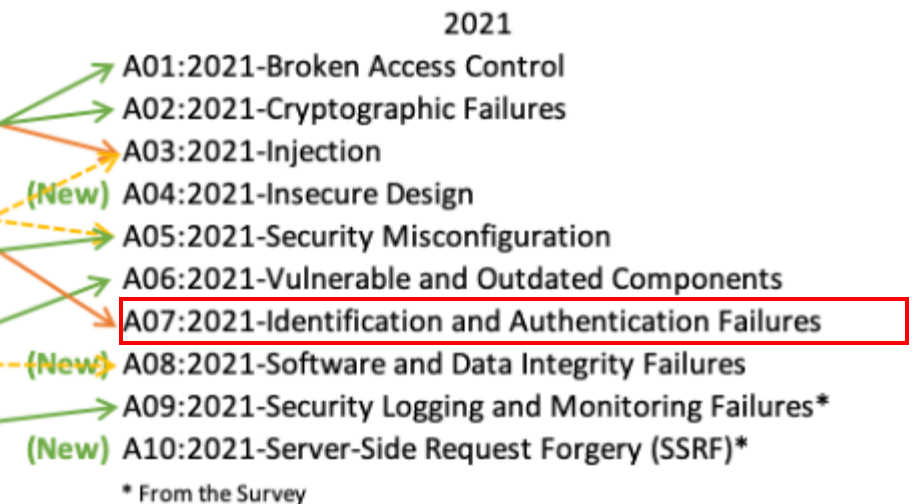 2021
A01:2021-Broken Access Control
A02:2021-Cryptographic Failures
A03:2021-Injection
(New) A04:2021-Insecure Design
A05:2021-Security Misconfiguration
A06:2021-Vulnerable and Outdated Components
A07:2021-Identification and Authentication Failures
(New) A08:2021-Software and Data Integrity Failures
A09:2021-Security Logging and Monitoring Failures*
(New) A10:2021-Server-Side Request Forgery (SSRF)*
* From the Survey